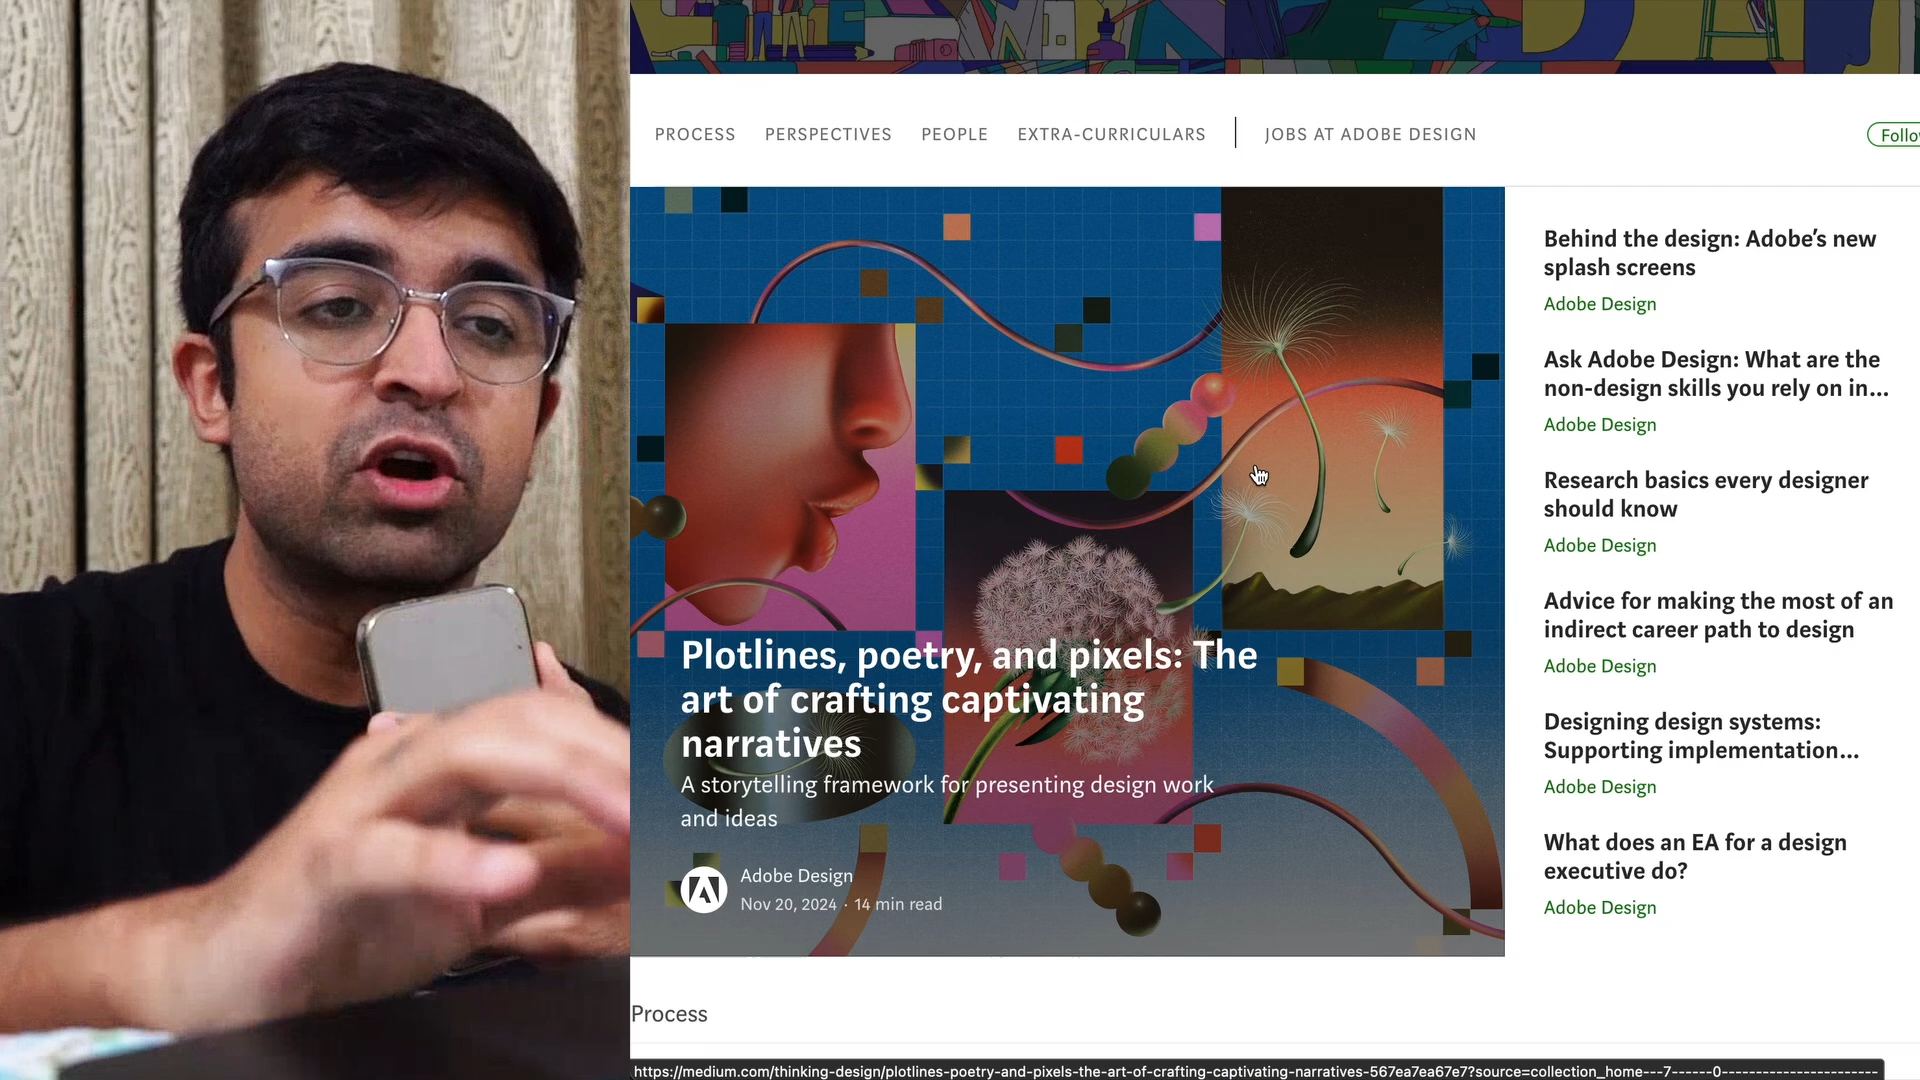 PROCESS PERSPECTIVES PEOPLE EXTRA-CURRICULARS JOBS AT ADOBE DESIGN
Plotlines, poetry, and pixels: The
art of crafting captivating
narratives
A storytelling framework for presenting design work
and ideas
Adobe Design
Nov 20, 2024 · 14 min read
Behind the design: Adobe’s new
splash screens
Adobe Design
Ask Adobe Design: What are the
non-design skills you rely on in...
Adobe Design
Research basics every designer
should know
Adobe Design
Advice for making the most of an
indirect career path to design
Adobe Design
Designing design systems:
Supporting implementation...
Adobe Design
What does an EA for a design
executive do?
Adobe Design
Process
https://medium.com/thinking-design/plotlines-poetry-and-pixels-the-art-of-crafting-captivating-narratives-567ea7ea67e7?source=collection_home---7------0-----------------------